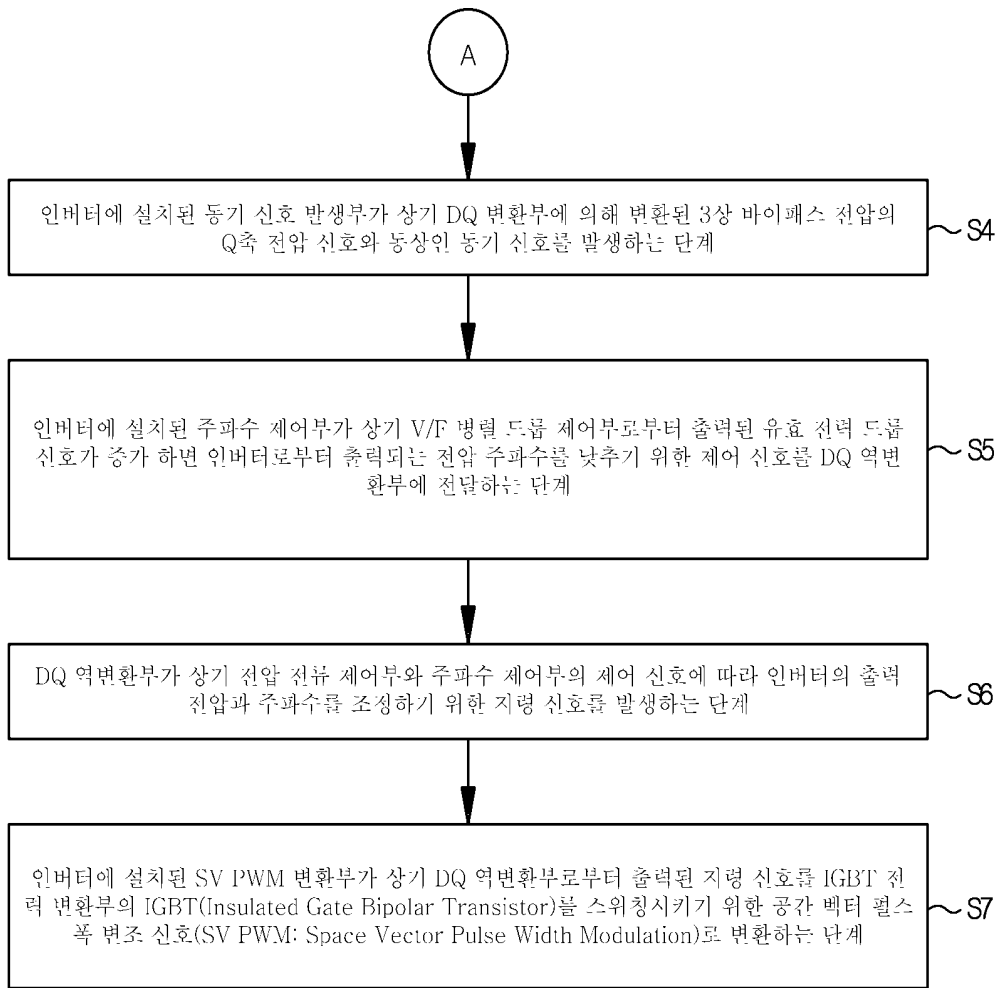 A
인버터에 설치된 동기 신호 발생부가 상기 DQ 변환부에 의해 변환된 3상 바이패스 전압의
Q축 전압 신호와 동상인 동기 신호를 발생하는 단계
S4
인버터에 설치된 주파수 제어부가 상기 V/F 병렬 드룹 제어부로부터 출력된 유효 전력 드룹
신호가 증가 하면 인버터로부터 출력되는 전압 주파수를 낮추기 위한 제어 신호를 DQ 역변
환부에 전달하는 단계
S5
DQ 역변환부가 상기 전압 전류 제어부와 주파수 제어부의 제어 신호에 따라 인버터의 출력
전압과 주파수를 조정하기 위한 지령 신호를 발생하는 단계
S6
인버터에 설치된 SV PWM 변환부가 상기 DQ 역변환부로부터 출력된 지령 신호를 IGBT 전
력 변환부의 IGBT(Insulated Gate Bipolar Transistor)를 스위칭시키기 위한 공간 벡터 펄스
폭 변조 신호(SV PWM: Space Vector Pulse Width Modulation)로 변환하는 단계
S7